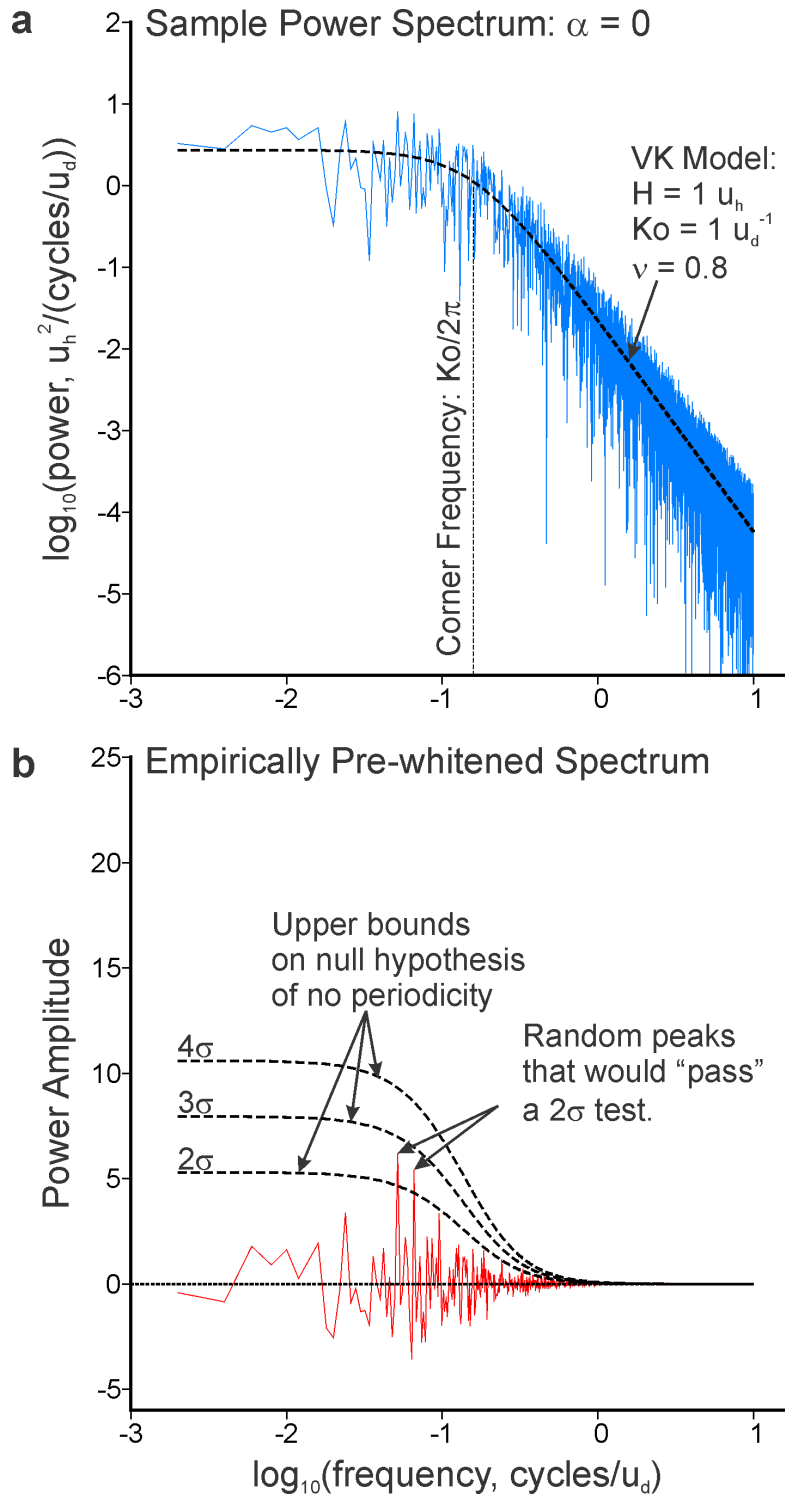 a
Sample Power Spectrum: α = 0
2
1
0
-1
-2
-3
-4
-5
-6
log₁₀(power, uₕ²/(cycles/u_d))
VK Model:
H = 1 uₕ
Ko = 1 u_d⁻¹
ν = 0.8
Corner Frequency: Ko/2π
-3
-2
-1
0
1
b
Empirically Pre-whitened Spectrum
25
20
15
10
5
0
-5
Power Amplitude
Upper bounds
on null hypothesis
of no periodicity
Random peaks
that would “pass”
a 2σ test.
4σ
3σ
2σ
-3
-2
-1
0
1
log₁₀(frequency, cycles/u_d)